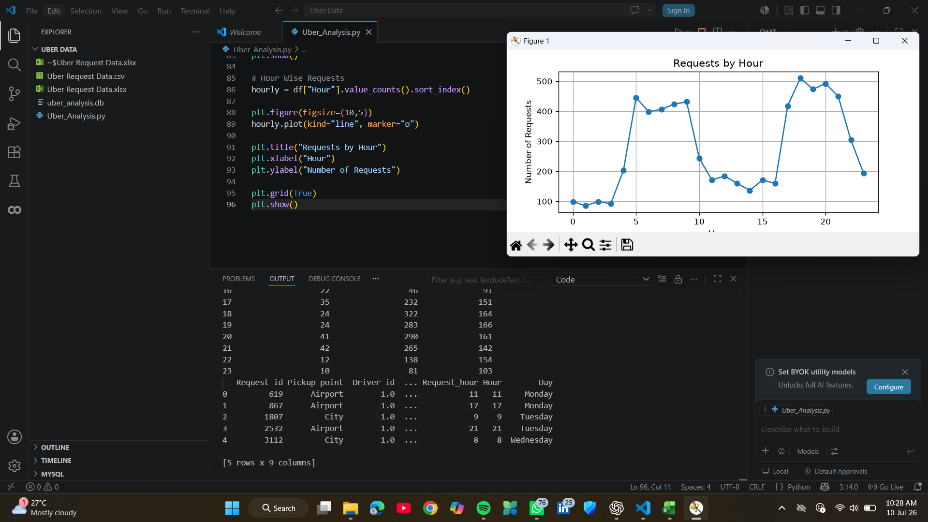 File Edit Selection View Go Run Terminal Help
Uber Data
Sign In
EXPLORER
Welcome
Uber_Analysis.py
UBER DATA
~$Uber Request Data.xlsx
Uber Request Data.csv
Uber Request Data.xlsx
uber_analysis.db
Uber_Analysis.py
Uber_Analysis.py > ...
83 plt.show()
84
85 # Hour Wise Requests
86 hourly = df["Hour"].value_counts().sort_index()
87
88 plt.figure(figsize=(10,5))
89 hourly.plot(kind="line", marker="o")
90
91 plt.title("Requests by Hour")
92 plt.xlabel("Hour")
93 plt.ylabel("Number of Requests")
94
95 plt.grid(True)
96 plt.show()
CHAT
Figure 1
Requests by Hour
Number of Requests
500
400
300
200
100
0 5 10 15 20
PROBLEMS OUTPUT DEBUG CONSOLE ...
Filter (e.g. text, !excludeText, ...
Code
16 22 46 91
17 35 232 151
18 24 322 164
19 24 283 166
20 41 290 161
21 42 265 142
22 12 138 154
23 10 81 103
Request id Pickup point Driver id ... Request_hour Hour Day
0 619 Airport 1.0 ... 11 11 Monday
1 867 Airport 1.0 ... 17 17 Monday
2 1807 City 1.0 ... 9 9 Tuesday
3 2532 Airport 1.0 ... 21 21 Tuesday
4 3112 City 1.0 ... 8 8 Wednesday
[5 rows x 9 columns]
Set BYOK utility models
Unlocks full AI features.
Configure
Uber_Analysis.py
Describe what to build
Models
Local
Default Approvals
OUTLINE
TIMELINE
MYSQL
0 0
Ln 96, Col 11 Spaces: 4 UTF-8 CRLF { } Python 3.14.0 Go Live
1
27°C
Mostly cloudy
Search
76
25
10:28 AM
10-Jul-26